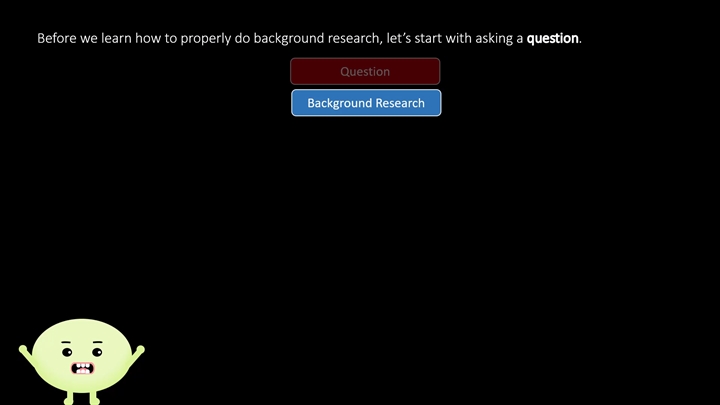 Before we learn how to properly do background research, let’s start with asking a question.
Question
Background Research